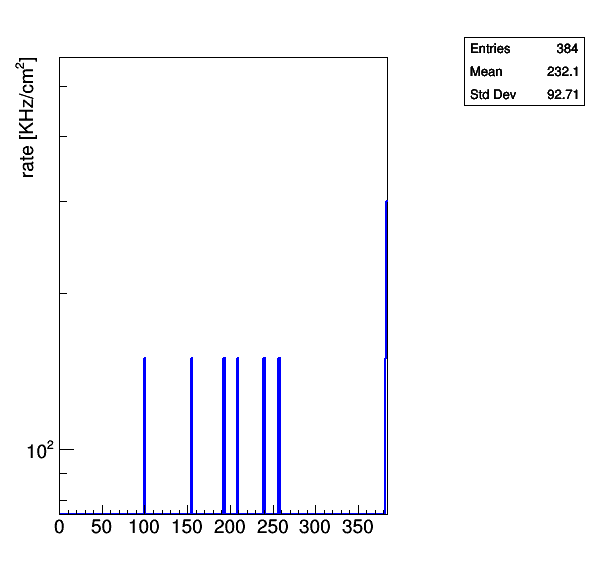 rate [KHz/cm²]
Entries 384
Mean 232.1
Std Dev 92.71
10²
0 50 100 150 200 250 300 350